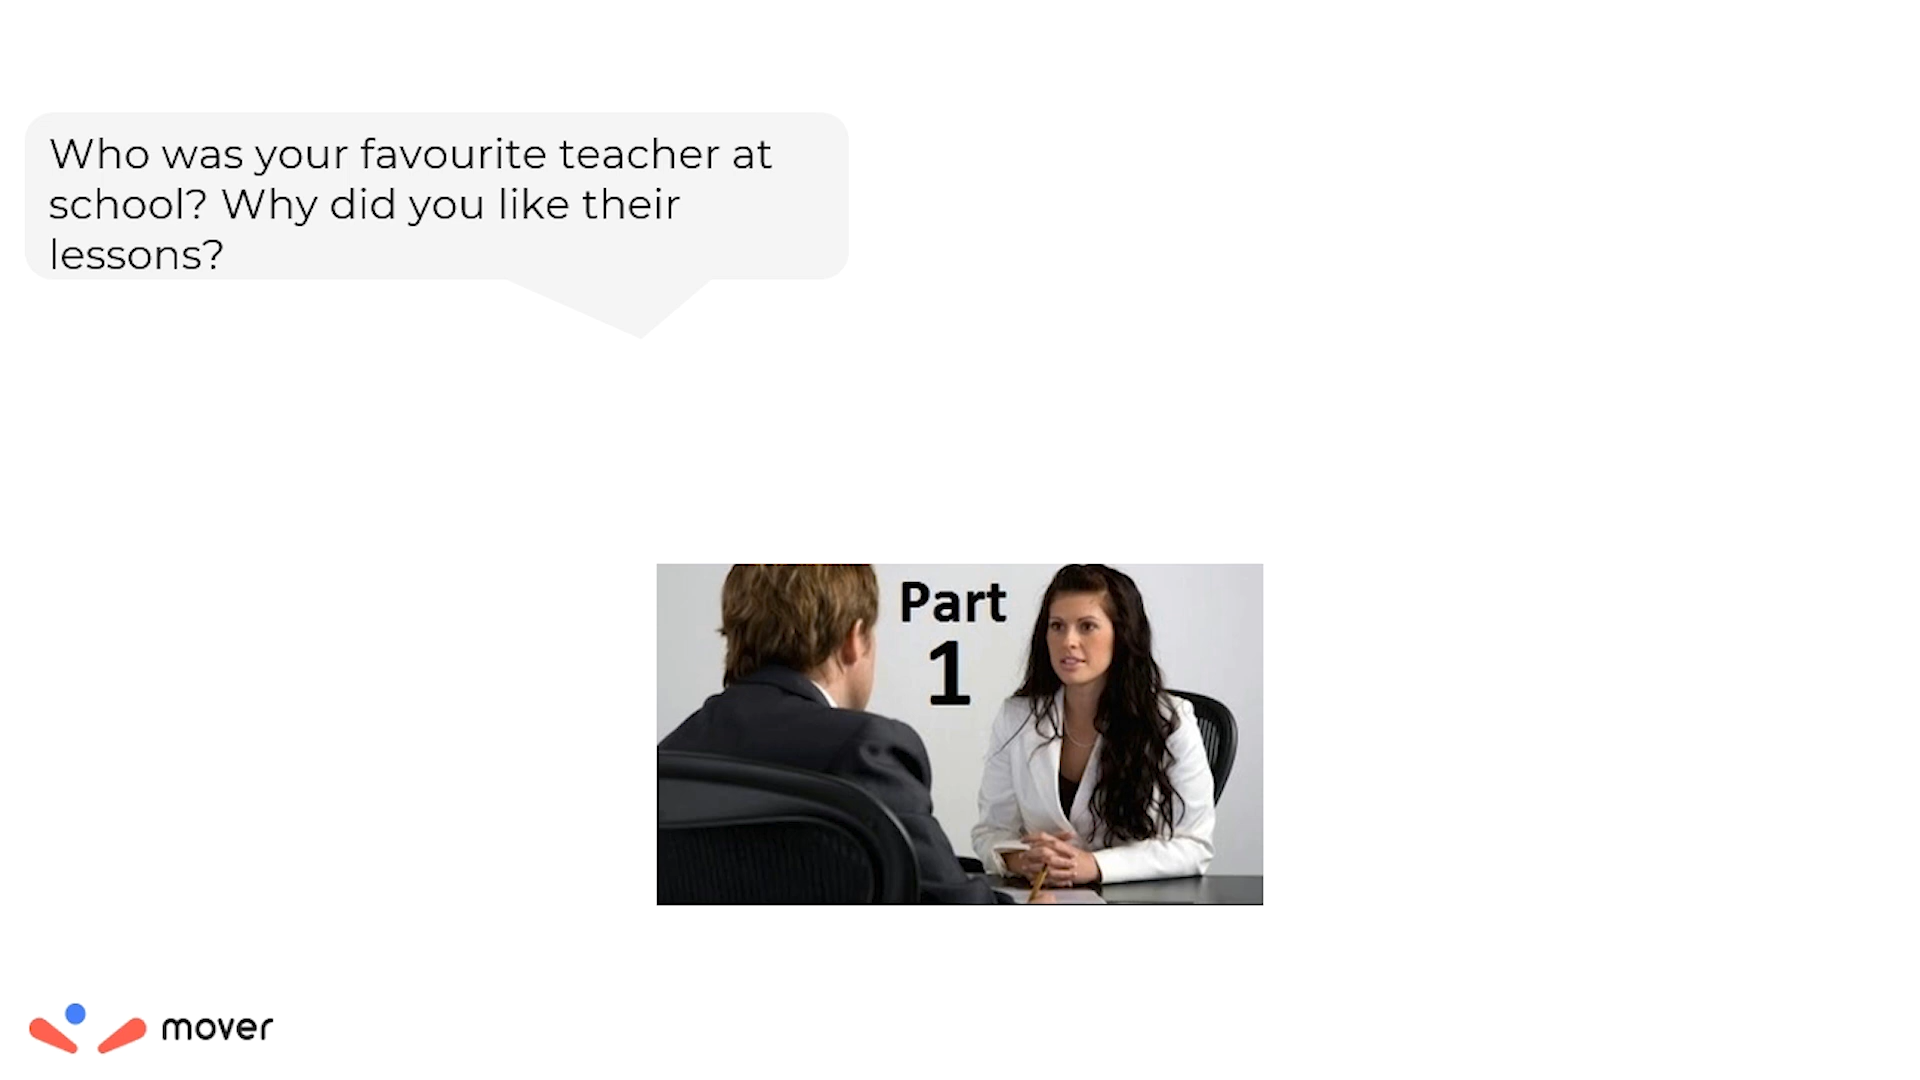 Who was your favourite teacher at
school? Why did you like their
lessons?
Part
1
mover